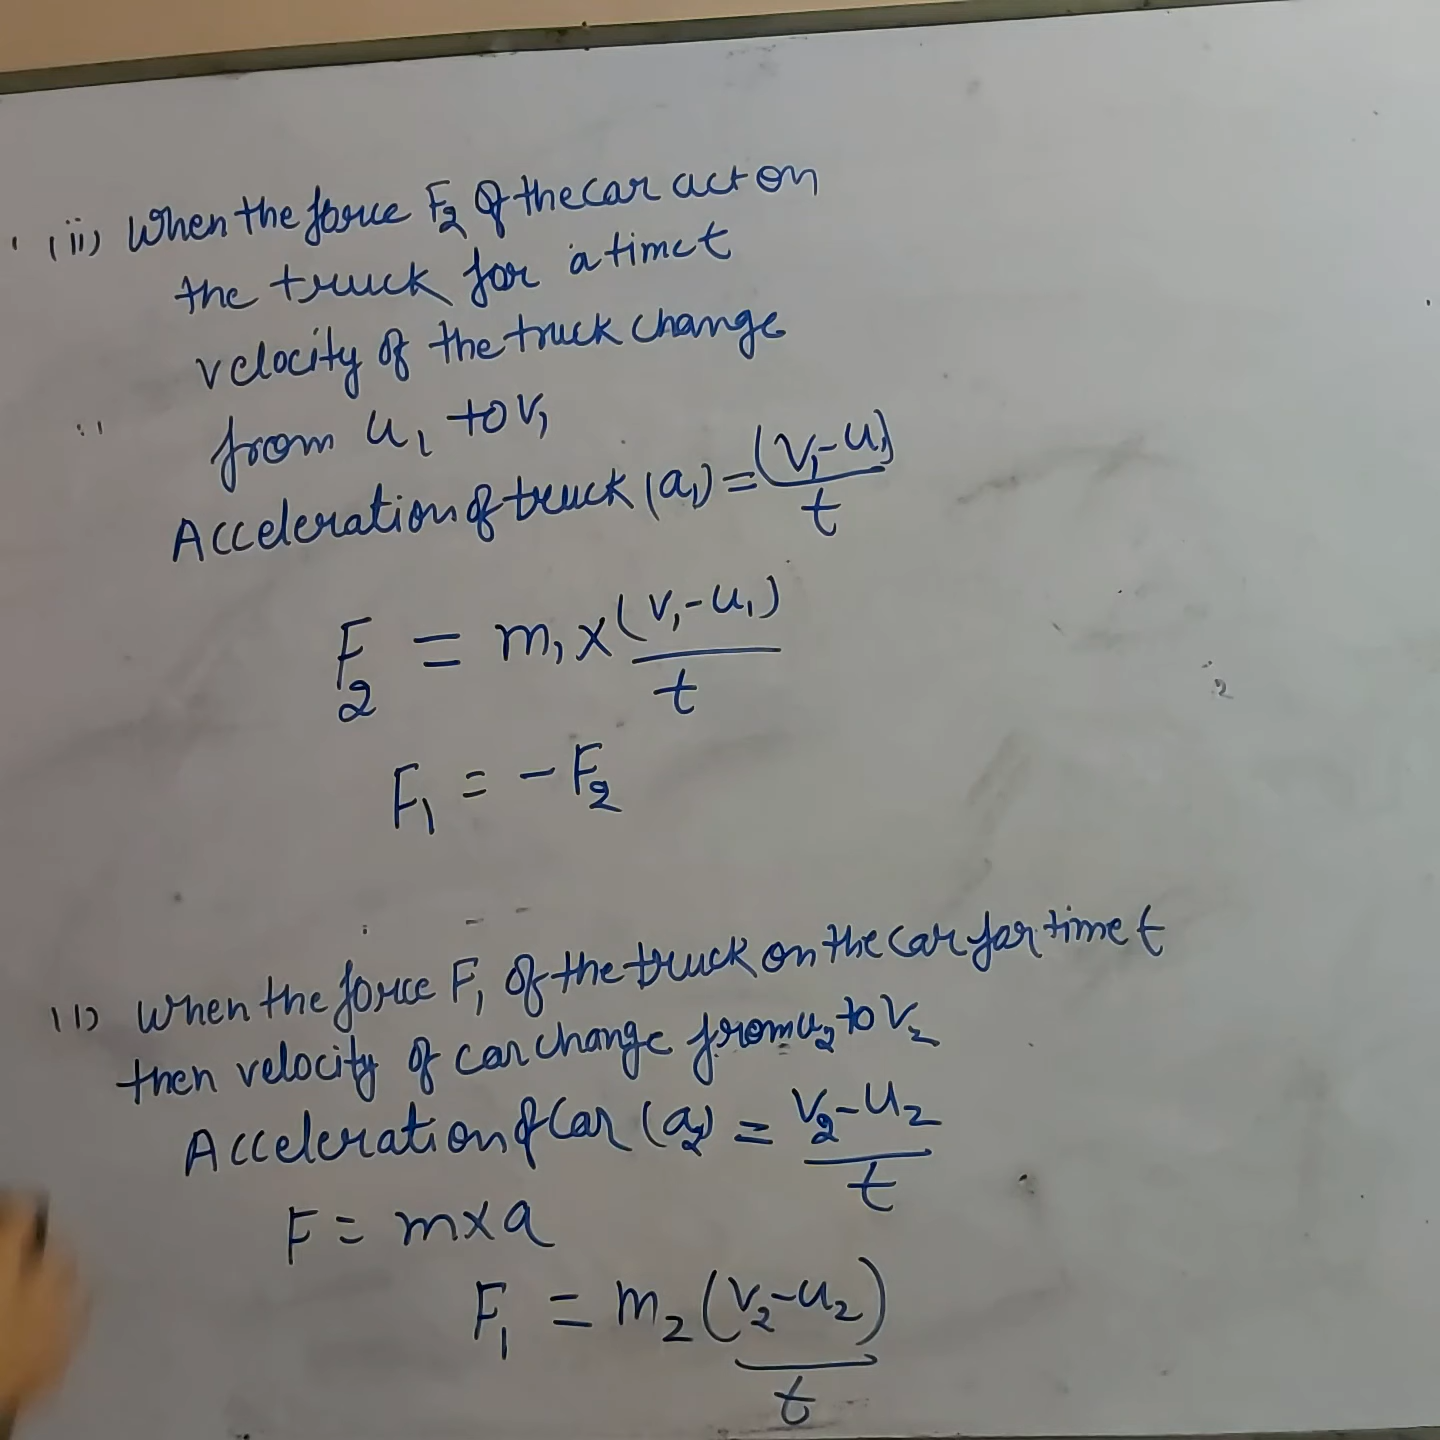 (ii) When the force F₂ of the car act on
the truck for a time t
velocity of the truck change
from u₁ to v₁
Acceleration of truck (a₁) = (v₁-u₁)/t
F₂ = m₁ x (v₁-u₁)/t
F₁ = -F₂
(1) When the force F₁ of the truck on the car for time t
then velocity of car change from u₂ to v₂
Acceleration of Car (a₂) = v₂-u₂/t
F = mxa
F₁ = m₂ (v₂-u₂)/t